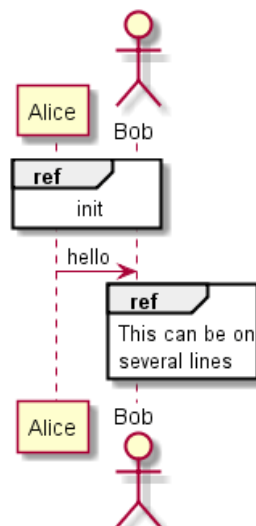 Alice
Bob
ref
init
hello
ref
This can be on
several lines
Alice
Bob